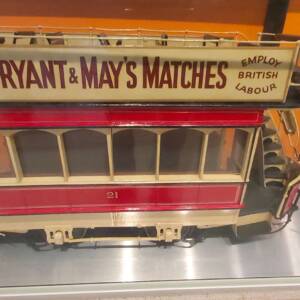 RYANT & MAY'S MATCHES
EMPLOY
BRITISH
LABOUR
21